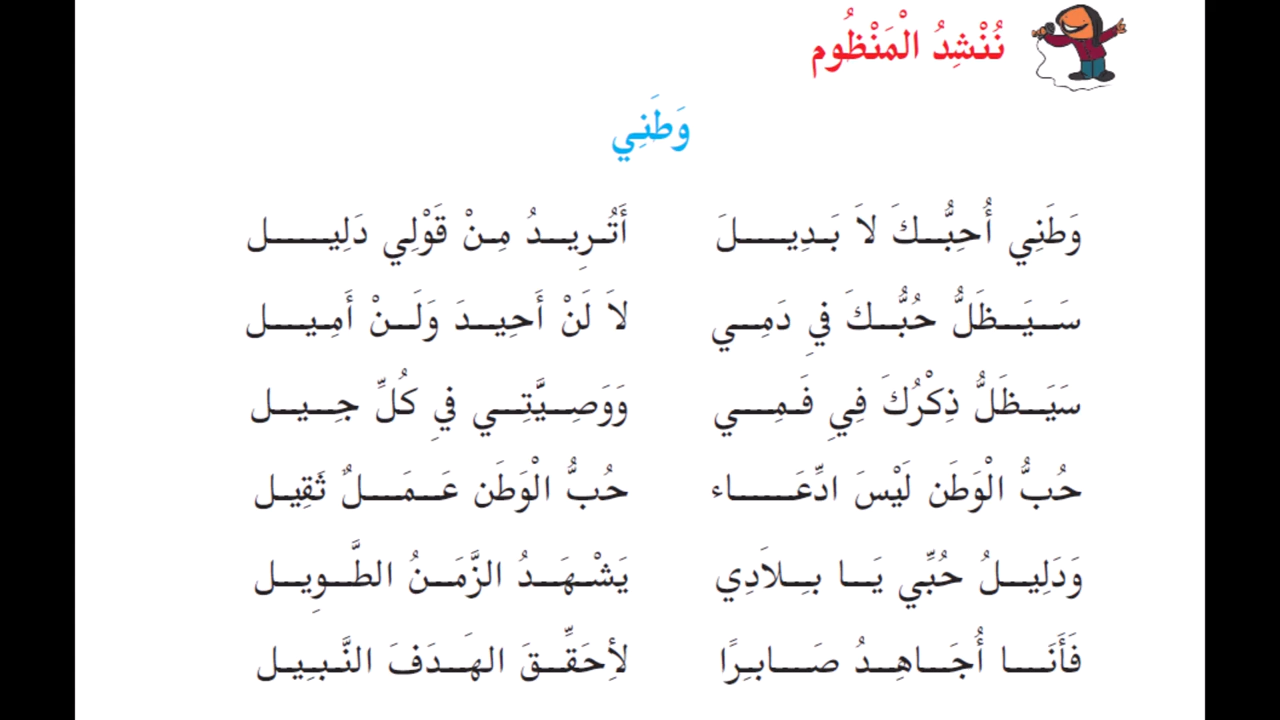 نُنْشِدُ الْمَنْظُوم
وَطَنِي
وَطَنِي أُحِبُّكَ لاَ بَدِيلَ أَتُرِيدُ مِنْ قَوْلِي دَلِيل
سَيَظَلُّ حُبُّكَ فِي دَمِي لاَ لَنْ أَحِيدَ وَلَنْ أَمِيل
سَيَظَلُّ ذِكْرُكَ فِي فَمِي وَوَصِيَّتِي فِي كُلِّ جِيل
حُبُّ الْوَطَن لَيْسَ ادِّعَاء حُبُّ الْوَطَن عَمَلٌ ثَقِيل
وَدَلِيلُ حُبِّي يَا بِلاَدِي يَشْهَدُ الزَّمَنُ الطَّوِيل
فَأَنَا أُجَاهِدُ صَابِرًا لأِحَقِّقَ الهَدَفَ النَّبِيل